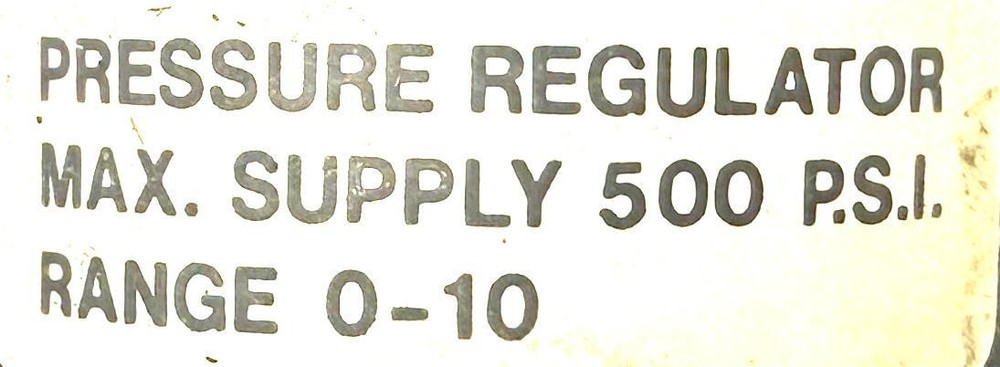 PRESSURE REGULATOR
MAX. SUPPLY 500 P.S.I.
RANGE 0-10